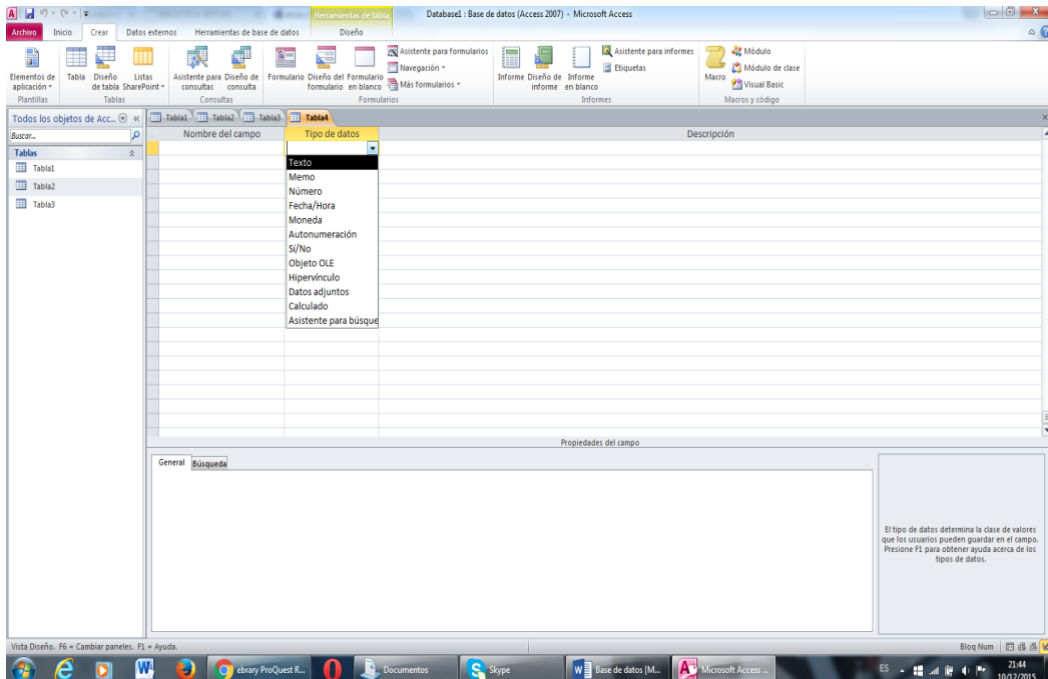 Herramientas de tabla
Database1 : Base de datos (Access 2007) - Microsoft Access
Archivo Inicio Crear Datos externos Herramientas de base de datos Diseño
Elementos de aplicación
Tabla
Diseño de tabla
Listas SharePoint
Asistente para consultas
Diseño de consulta
Formulario
Diseño del formulario
Formulario en blanco
Asistente para formularios
Navegación
Más formularios
Informe
Diseño de informe
Informe en blanco
Asistente para informes
Etiquetas
Macro
Módulo
Módulo de clase
Visual Basic
Plantillas Tablas Consultas Formularios Informes Macros y código
Todos los objetos de Acc...
Buscar...
Tablas
Tabla1
Tabla2
Tabla3
Tabla1 Tabla2 Tabla3 Tabla4
Nombre del campo Tipo de datos Descripción
Texto
Memo
Número
Fecha/Hora
Moneda
Autonumeración
Sí/No
Objeto OLE
Hipervínculo
Datos adjuntos
Calculado
Asistente para búsque
Propiedades del campo
General Búsqueda
El tipo de datos determina la clase de valores
que los usuarios pueden guardar en el campo.
Presione F1 para obtener ayuda acerca de los
tipos de datos.
Vista Diseño. F6 = Cambiar paneles. F1 = Ayuda.
Bloq Num
ebrary ProQuest R... Documentos Skype Base de datos [M... Microsoft Access ...
ES
21:44
10/12/2015